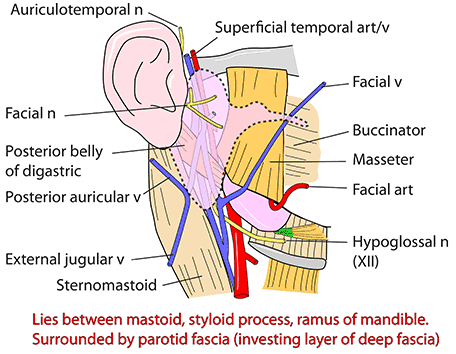 Auriculotemporal n
Superficial temporal art/v
Facial v
Facial n
Buccinator
Posterior belly
of digastric
Masseter
Posterior auricular v
Facial art
Hypoglossal n
(XII)
External jugular v
Sternomastoid
Lies between mastoid, styloid process, ramus of mandible.
Surrounded by parotid fascia (investing layer of deep fascia)